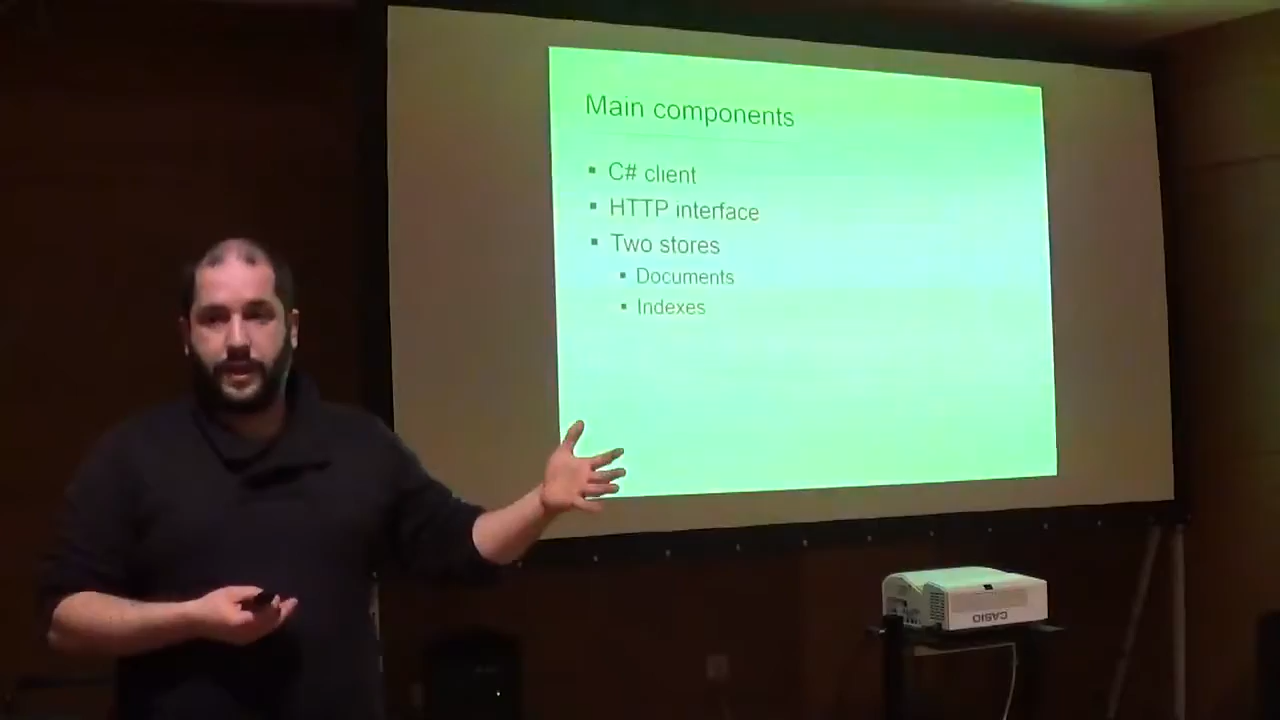 Main components
▪ C# client
▪ HTTP interface
▪ Two stores
▪ Documents
▪ Indexes
CASIO